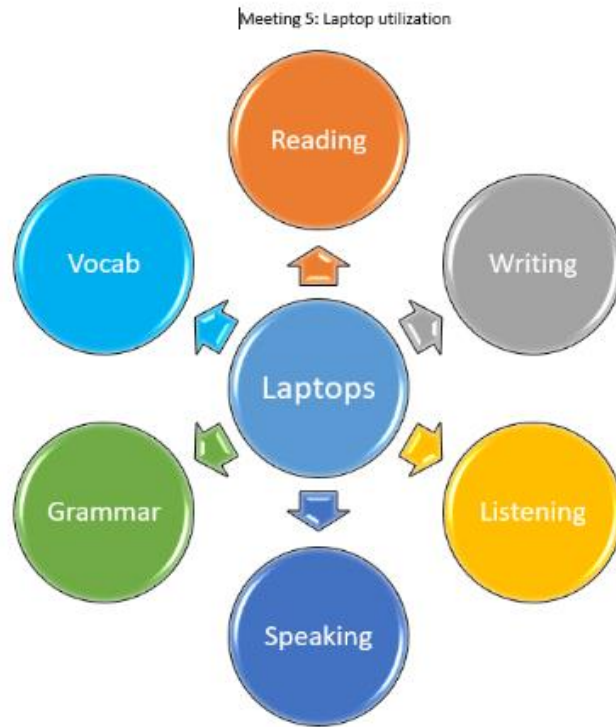 Meeting 5: Laptop utilization
Reading
Vocab
Writing
Laptops
Grammar
Listening
Speaking